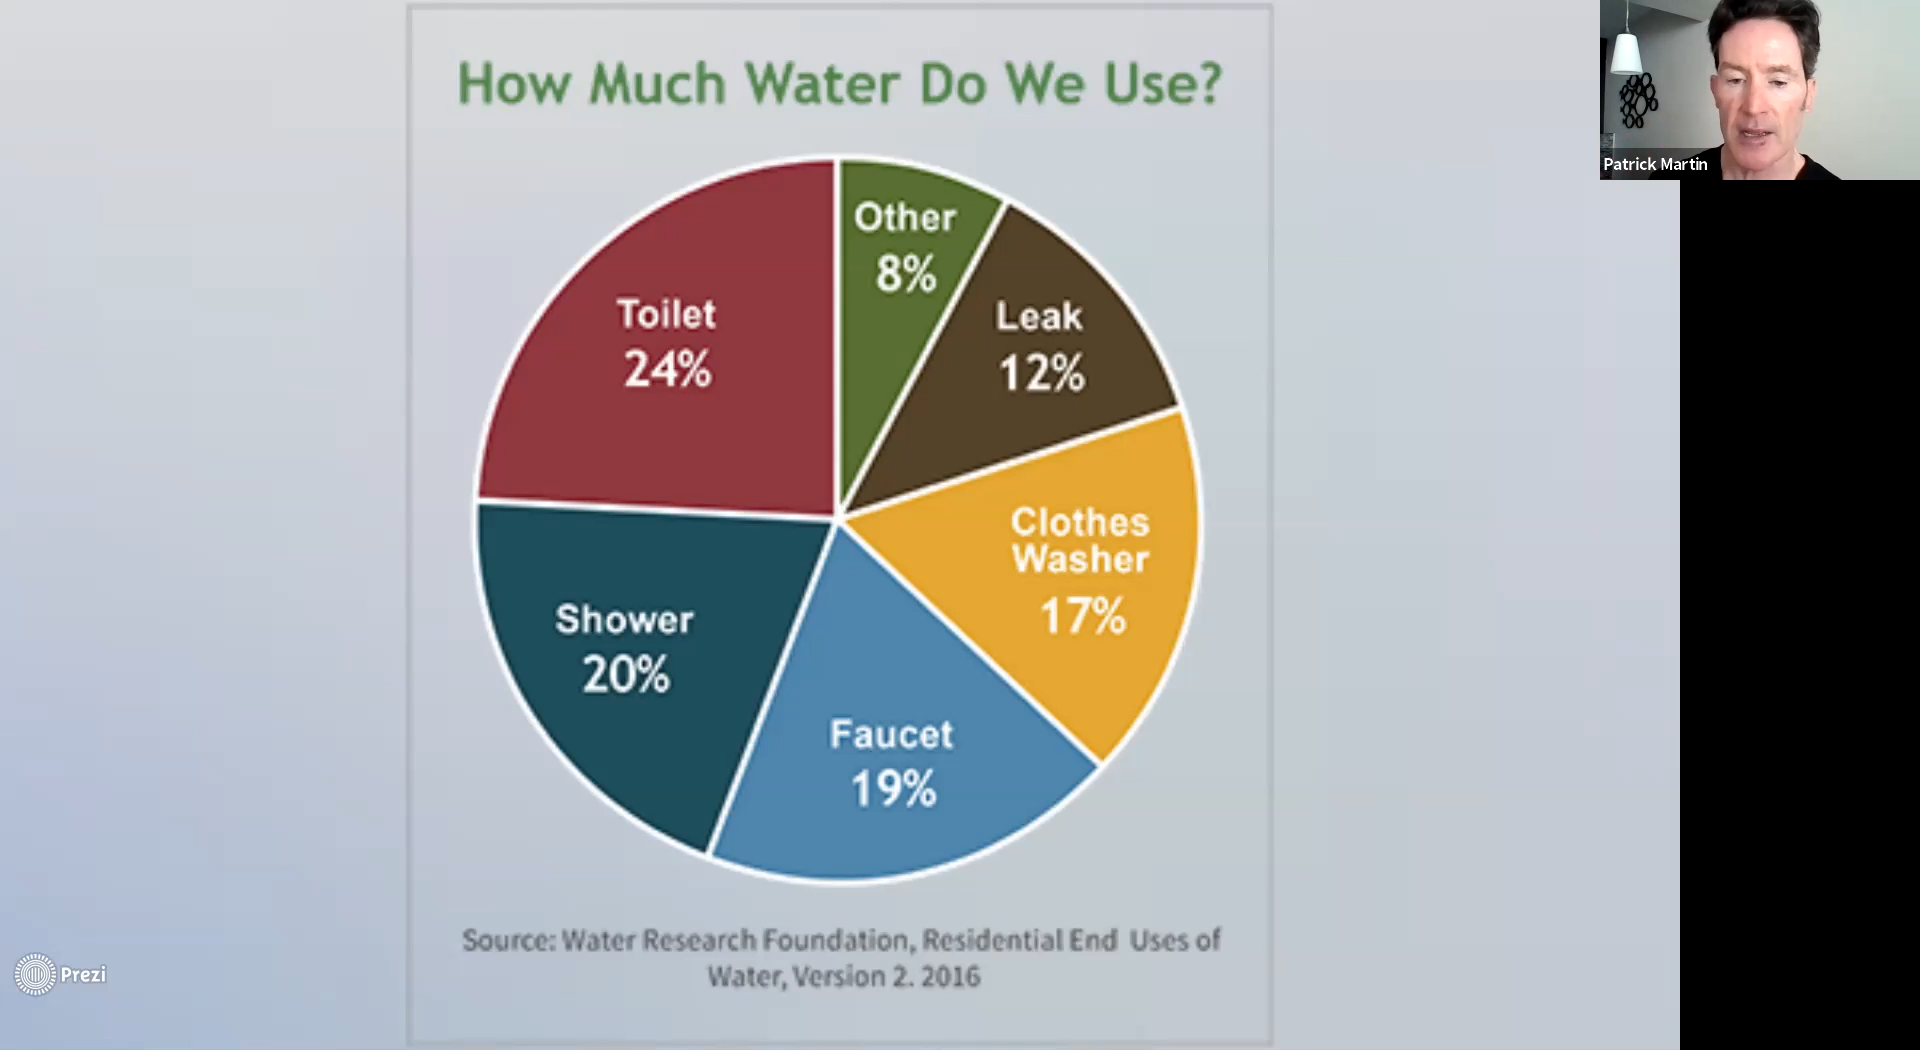 How Much Water Do We Use?
Other
8%
Leak
12%
Clothes
Washer
17%
Faucet
19%
Shower
20%
Toilet
24%
Source: Water Research Foundation, Residential End Uses of
Water, Version 2. 2016
Prezi
Patrick Martin